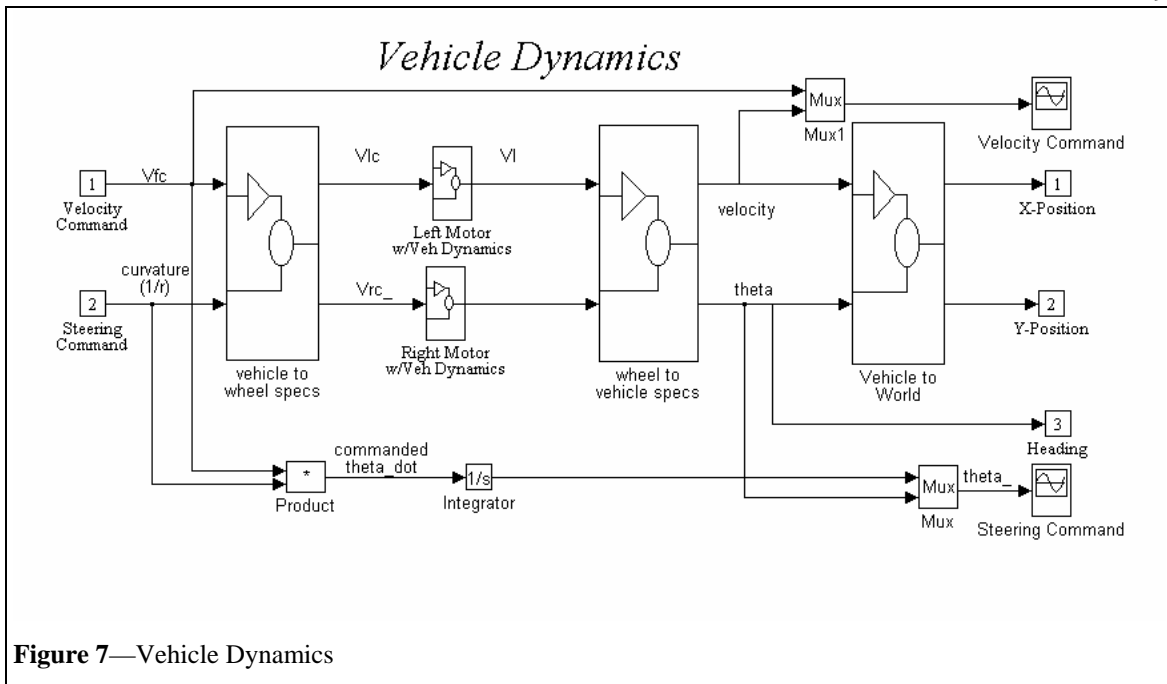 Vehicle Dynamics
Mux
Mux1
Velocity Command
Vfc
Vlc
Vl
1
Velocity
Command
velocity
1
X-Position
Left Motor
w/Veh Dynamics
curvature
(1/r)
Vrc_
theta
2
Steering
Command
2
Y-Position
Right Motor
w/Veh Dynamics
vehicle to
wheel specs
wheel to
vehicle specs
Vehicle to
World
3
Heading
commanded
theta_dot
*
Product
1/s
Integrator
Mux
Mux
theta_
Steering Command
Figure 7—Vehicle Dynamics